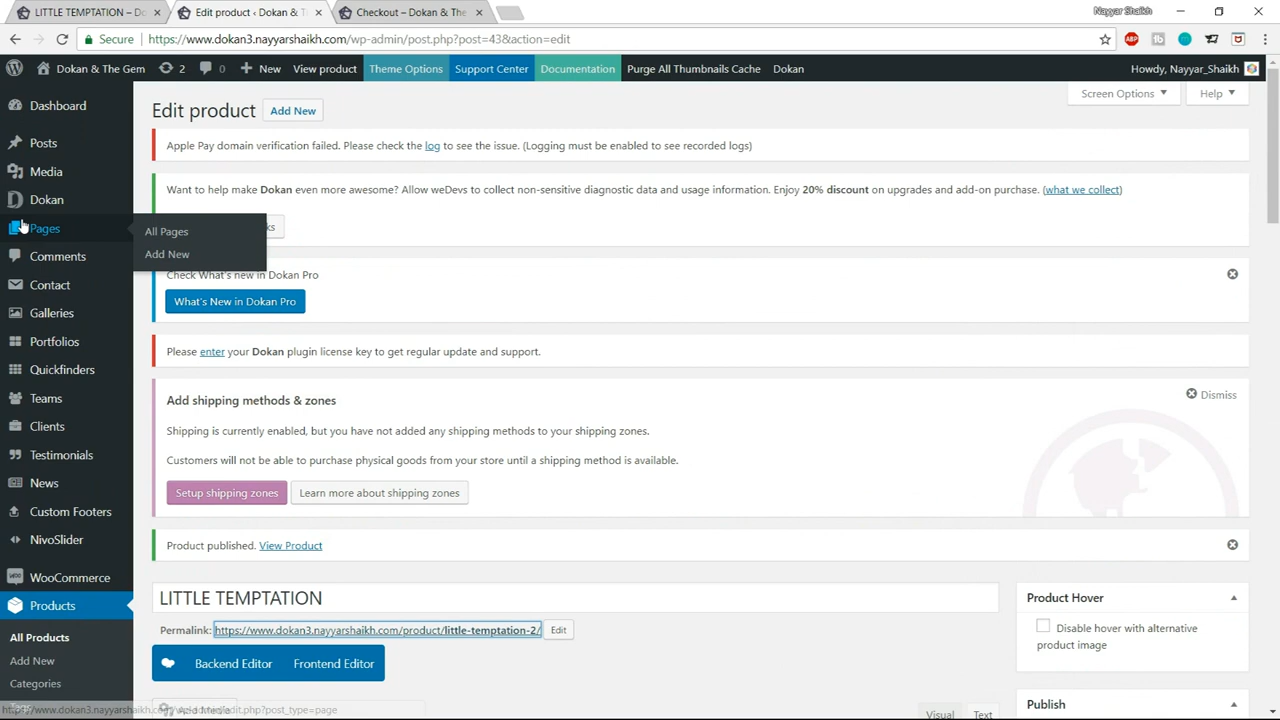 LITTLE TEMPTATION – Do
Edit product ‹ Dokan & T
Checkout – Dokan & The
Nayyar Shaikh
Secure
https://www.dokan3.nayyarshaikh.com/wp-admin/post.php?post=43&action=edit
Dokan & The Gem
2
0
New
View product
Theme Options
Support Center
Documentation
Purge All Thumbnails Cache
Dokan
Howdy, Nayyar_Shaikh
Screen Options
Help
Dashboard
Posts
Media
Dokan
Pages
Comments
Contact
Galleries
Portfolios
Quickfinders
Teams
Clients
Testimonials
News
Custom Footers
NivoSlider
WooCommerce
Products
All Products
Add New
Categories
All Pages
Add New
Edit product
Add New
Apple Pay domain verification failed. Please check the log to see the issue. (Logging must be enabled to see recorded logs)
Want to help make Dokan even more awesome? Allow weDevs to collect non-sensitive diagnostic data and usage information. Enjoy 20% discount on upgrades and add-on purchase. (what we collect)
Check What's new in Dokan Pro
What's New in Dokan Pro
Please enter your Dokan plugin license key to get regular update and support.
Add shipping methods & zones
Dismiss
Shipping is currently enabled, but you have not added any shipping methods to your shipping zones.
Customers will not be able to purchase physical goods from your store until a shipping method is available.
Setup shipping zones
Learn more about shipping zones
Product published. View Product
LITTLE TEMPTATION
Permalink: https://www.dokan3.nayyarshaikh.com/product/little-temptation-2/
Edit
Backend Editor
Frontend Editor
Visual
Text
Product Hover
Disable hover with alternative
product image
Publish